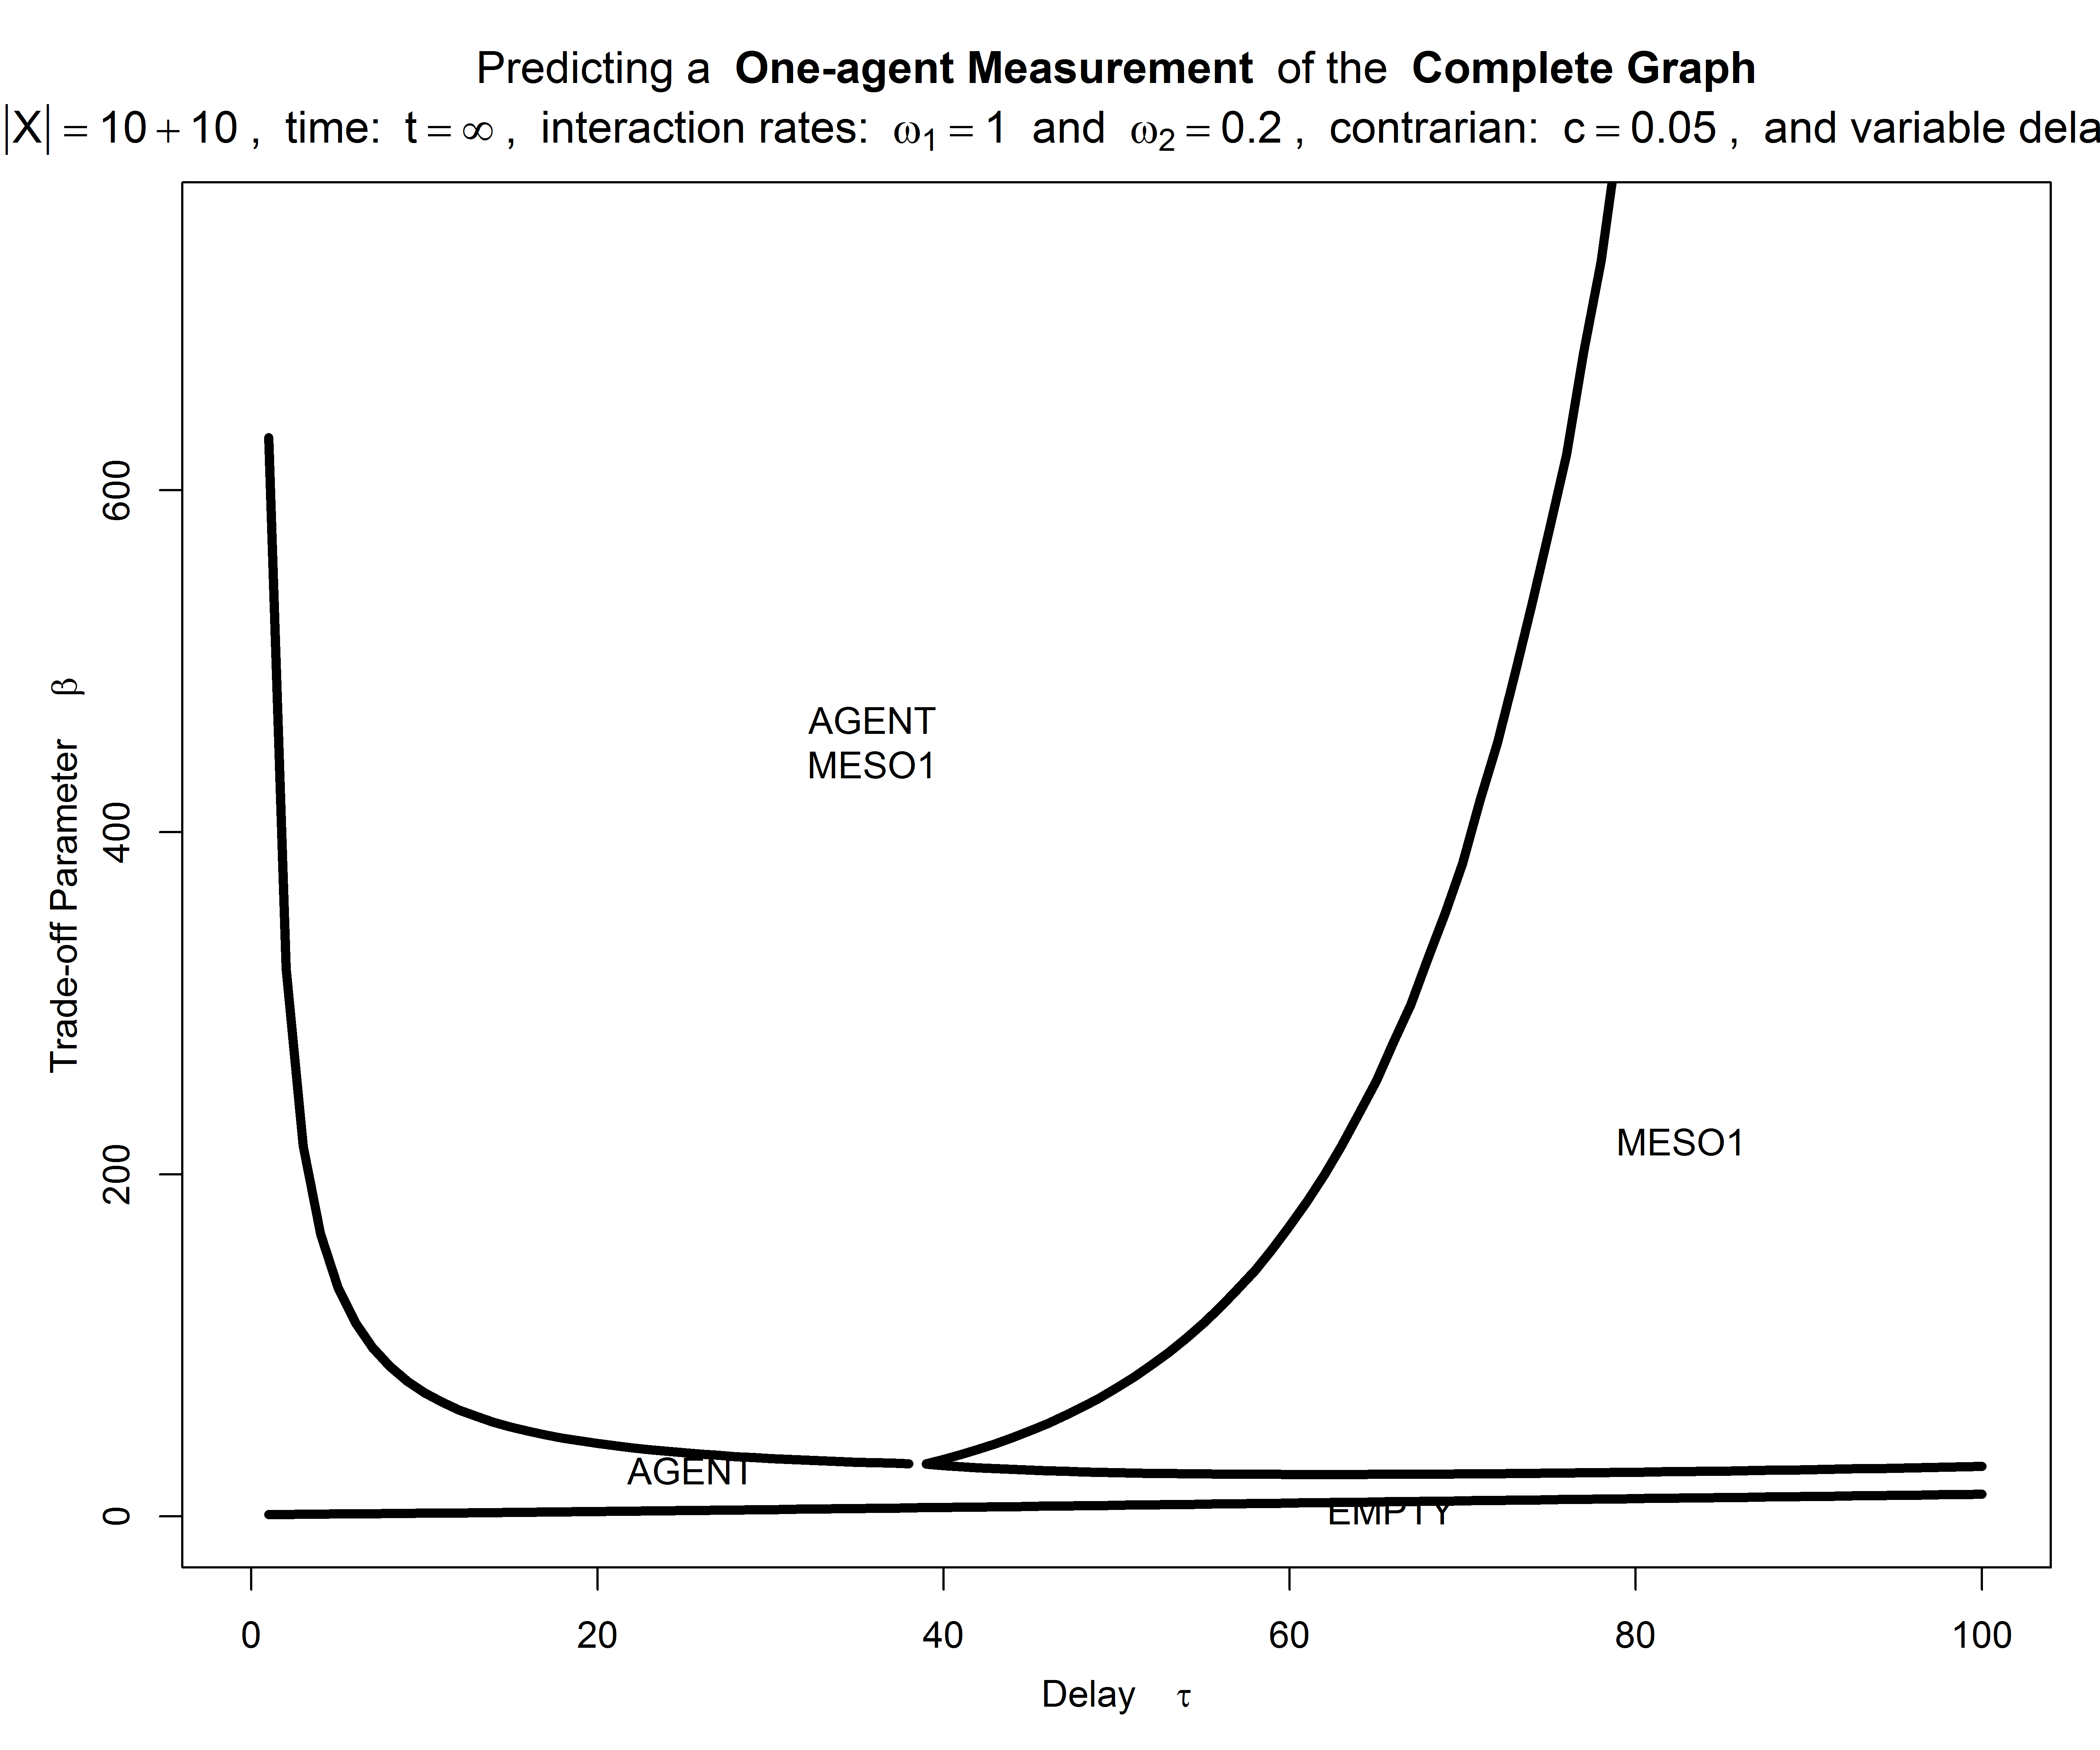 Predicting a One-agent Measurement of the Complete Graph
|X| = 10 + 10 , time: t = ∞ , interaction rates: ω₁ = 1 and ω₂ = 0.2 , contrarian: c = 0.05 , and variable dela
600
400
200
0
Trade-off Parameter β
AGENT
MESO1
MESO1
AGENT
EMPTY
0 20 40 60 80 100
Delay τ